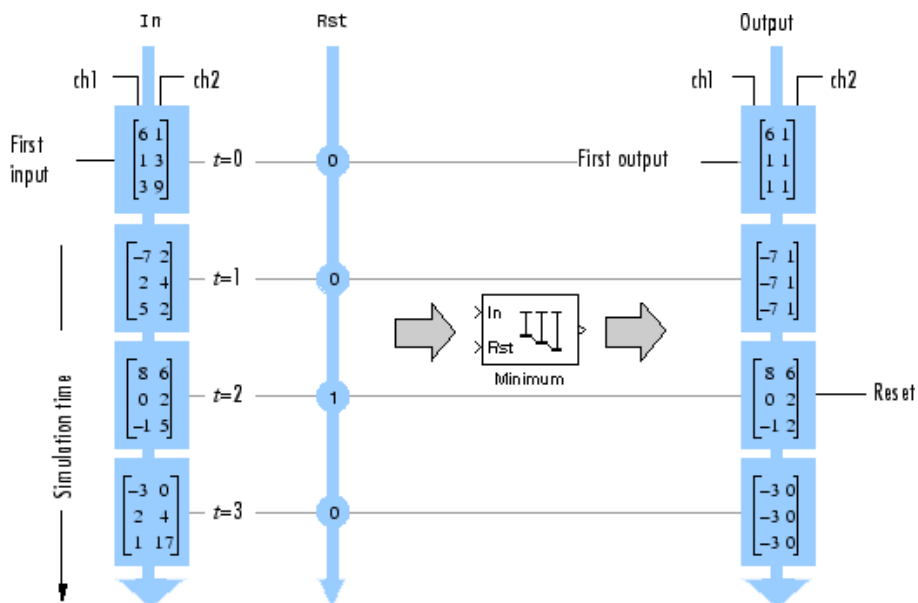 In Rst Output
ch1 ch2 ch1 ch2
First input
6 1
1 3
3 9
t=0
0
First output
6 1
1 1
1 1
-7 2
2 4
5 2
t=1
0
-7 1
-7 1
-7 1
In
Rst
Minimum
Simulation time
8 6
0 2
-1 5
t=2
1
8 6
0 2
-1 2
Reset
-3 0
2 4
1 17
t=3
0
-3 0
-3 0
-3 0